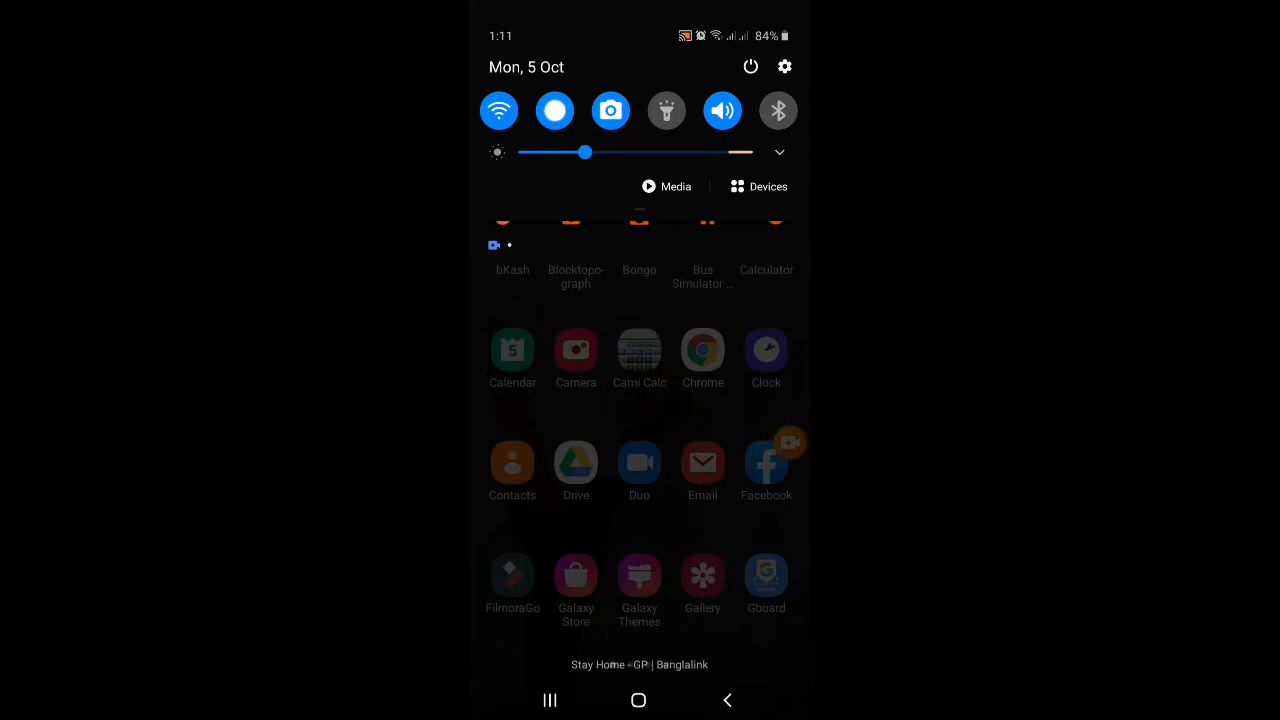 1:11 84%
Mon, 5 Oct
Media Devices
bKash Blocktopo- Bongo Bus Calculator
graph Simulator ...
5
Calendar Camera Cami Calc Chrome Clock
Contacts Drive Duo Email Facebook
FilmoraGo Galaxy Galaxy Gallery Gboard
Store Themes
Stay Home - GP | Banglalink